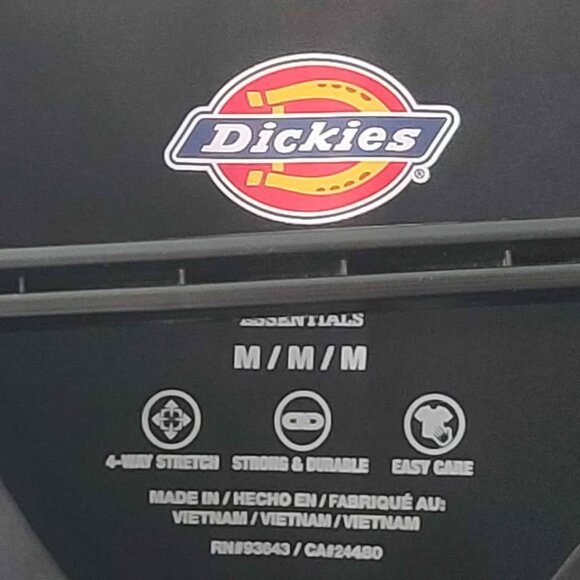 Dickies
®
ESSENTIALS
M / M / M
4-WAY STRETCH STRONG & DURABLE EASY CARE
MADE IN / HECHO EN / FABRIQUÉ AU:
VIETNAM / VIETNAM / VIETNAM
RN#93643 / CA#24480